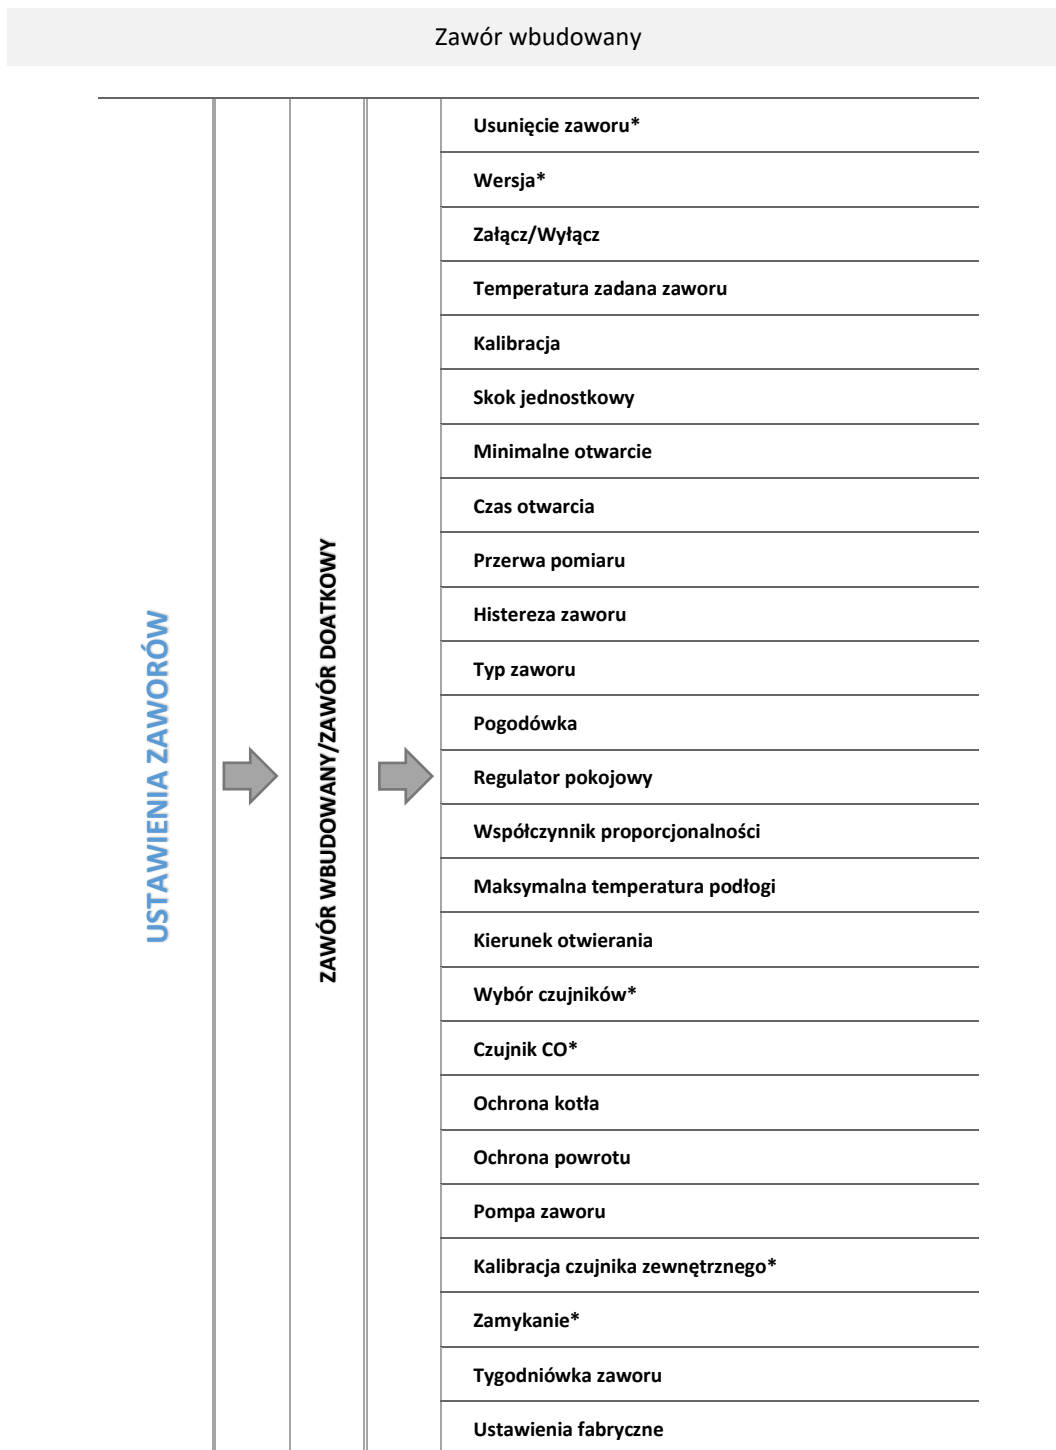 Zawór wbudowany
USTAWIENIA ZAWORÓW
ZAWÓR WBUDOWANY/ZAWÓR DOATKOWY
Usunięcie zaworu*
Wersja*
Załącz/Wyłącz
Temperatura zadana zaworu
Kalibracja
Skok jednostkowy
Minimalne otwarcie
Czas otwarcia
Przerwa pomiaru
Histereza zaworu
Typ zaworu
Pogodówka
Regulator pokojowy
Współczynnik proporcjonalności
Maksymalna temperatura podłogi
Kierunek otwierania
Wybór czujników*
Czujnik CO*
Ochrona kotła
Ochrona powrotu
Pompa zaworu
Kalibracja czujnika zewnętrznego*
Zamykanie*
Tygodniówka zaworu
Ustawienia fabryczne